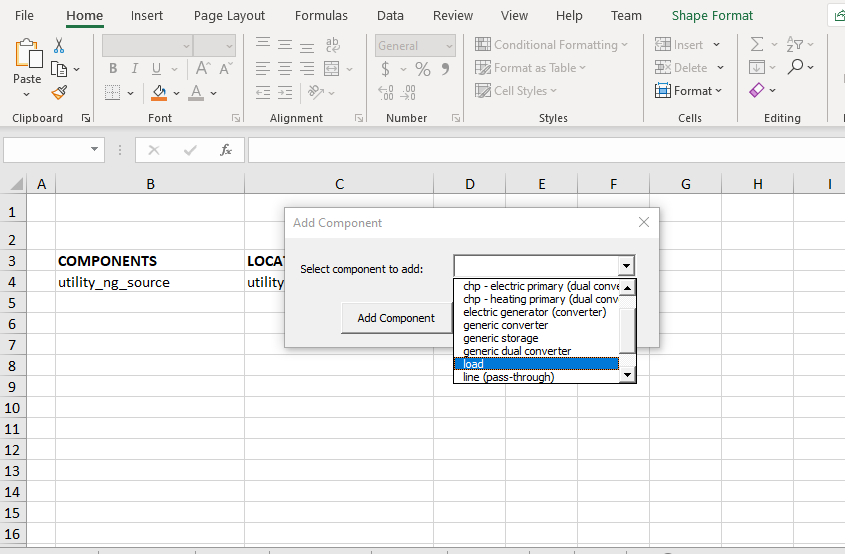 File Home Insert Page Layout Formulas Data Review View Help Team Shape Format
Paste
B I U A A
ab
General
$ % 9
Conditional Formatting
Format as Table
Cell Styles
Insert
Delete
Format
Clipboard Font Alignment Number Styles Cells Editing
fx
A B C D E F G H I
1
2
3 COMPONENTS LOCAT
4 utility_ng_source utility
5
6
7
8
9
10
11
12
13
14
15
16
Add Component
Select component to add:
chp - electric primary (dual conve
chp - heating primary (dual conv
electric generator (converter)
generic converter
generic storage
generic dual converter
load
line (pass-through)
Add Component